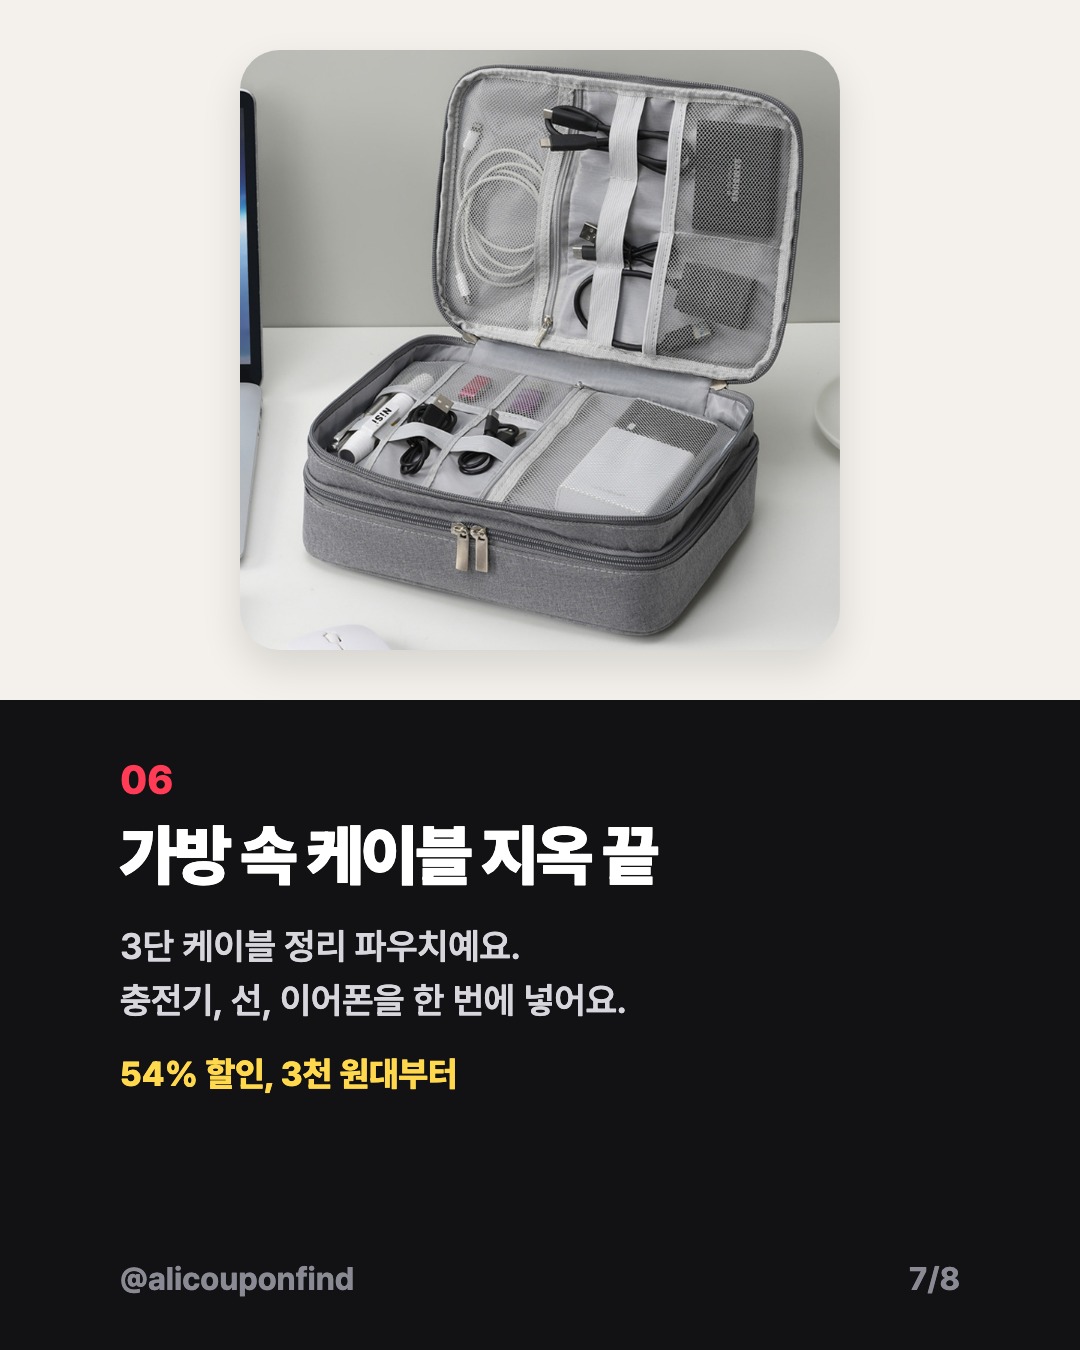 NiSi
06
가방 속 케이블 지옥 끝
3단 케이블 정리 파우치예요.
충전기, 선, 이어폰을 한 번에 넣어요.
54% 할인, 3천 원대부터
@alicouponfind
7/8